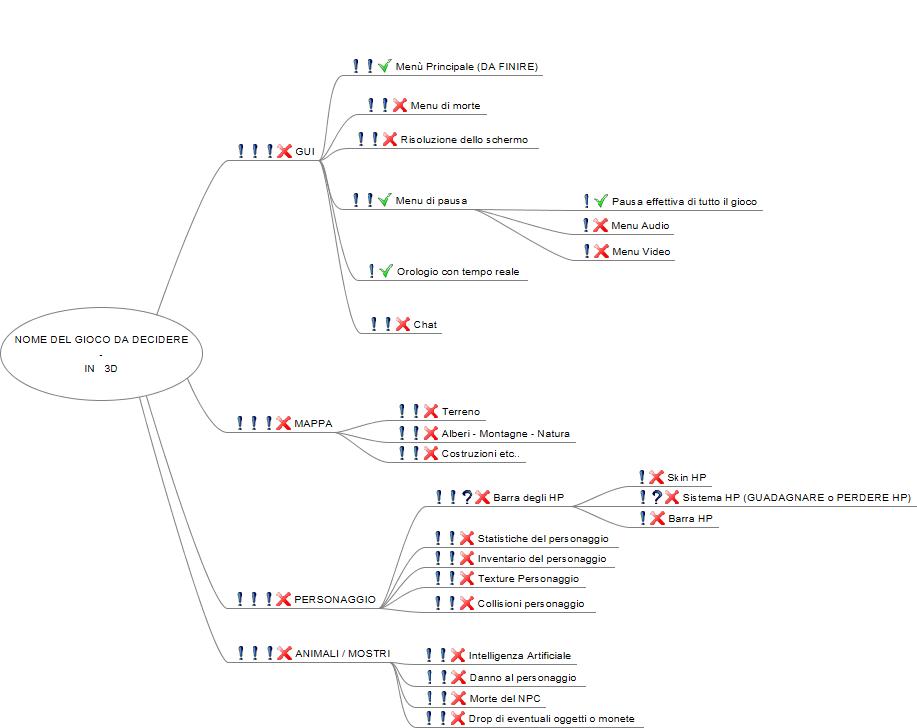 NOME DEL GIOCO DA DECIDERE
-
IN 3D
GUI
Menù Principale (DA FINIRE)
Menu di morte
Risoluzione dello schermo
Menu di pausa
Pausa effettiva di tutto il gioco
Menu Audio
Menu Video
Orologio con tempo reale
Chat
MAPPA
Terreno
Alberi - Montagne - Natura
Costruzioni etc..
PERSONAGGIO
Barra degli HP
Skin HP
Sistema HP (GUADAGNARE o PERDERE HP)
Barra HP
Statistiche del personaggio
Inventario del personaggio
Texture Personaggio
Collisioni personaggio
ANIMALI / MOSTRI
Intelligenza Artificiale
Danno al personaggio
Morte del NPC
Drop di eventuali oggetti o monete